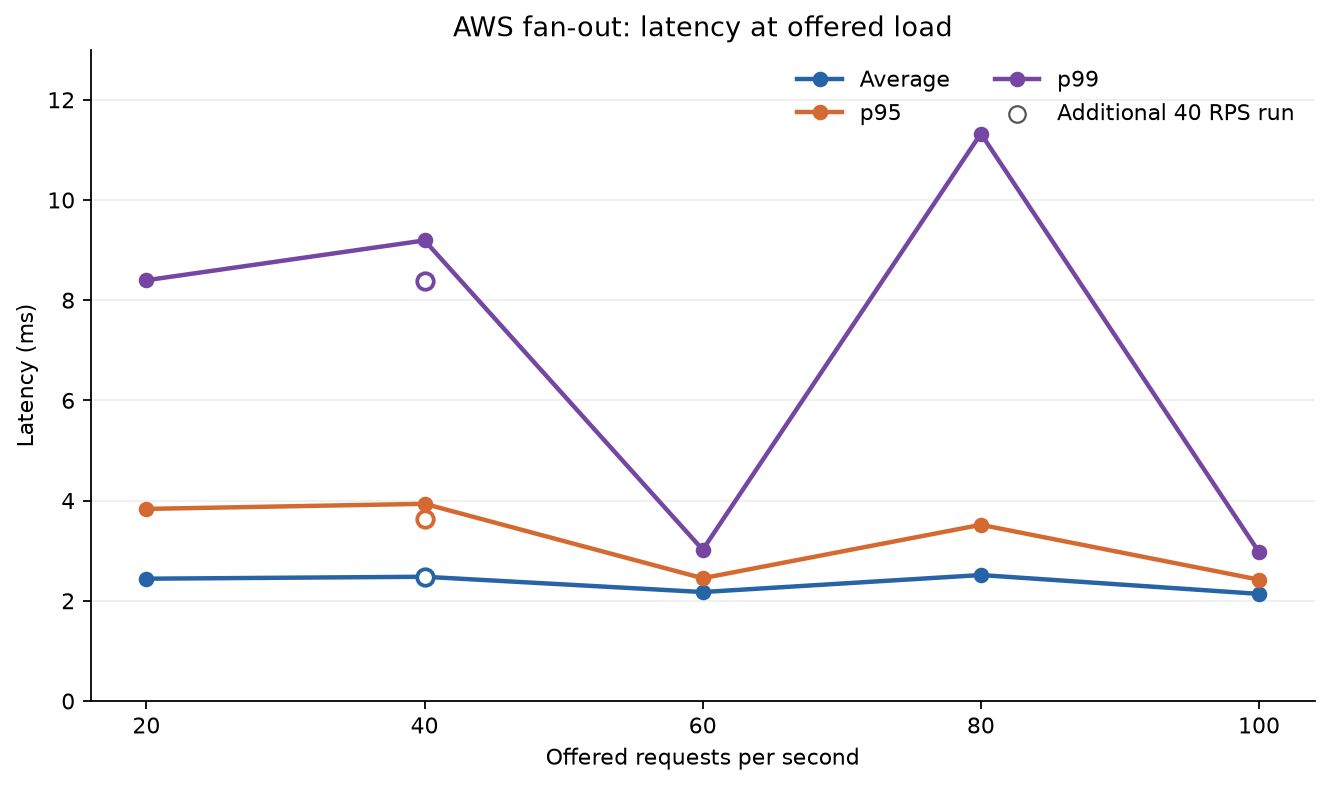 AWS fan-out: latency at offered load
Average
p95
p99
Additional 40 RPS run
Latency (ms)
12
10
8
6
4
2
0
20
40
60
80
100
Offered requests per second